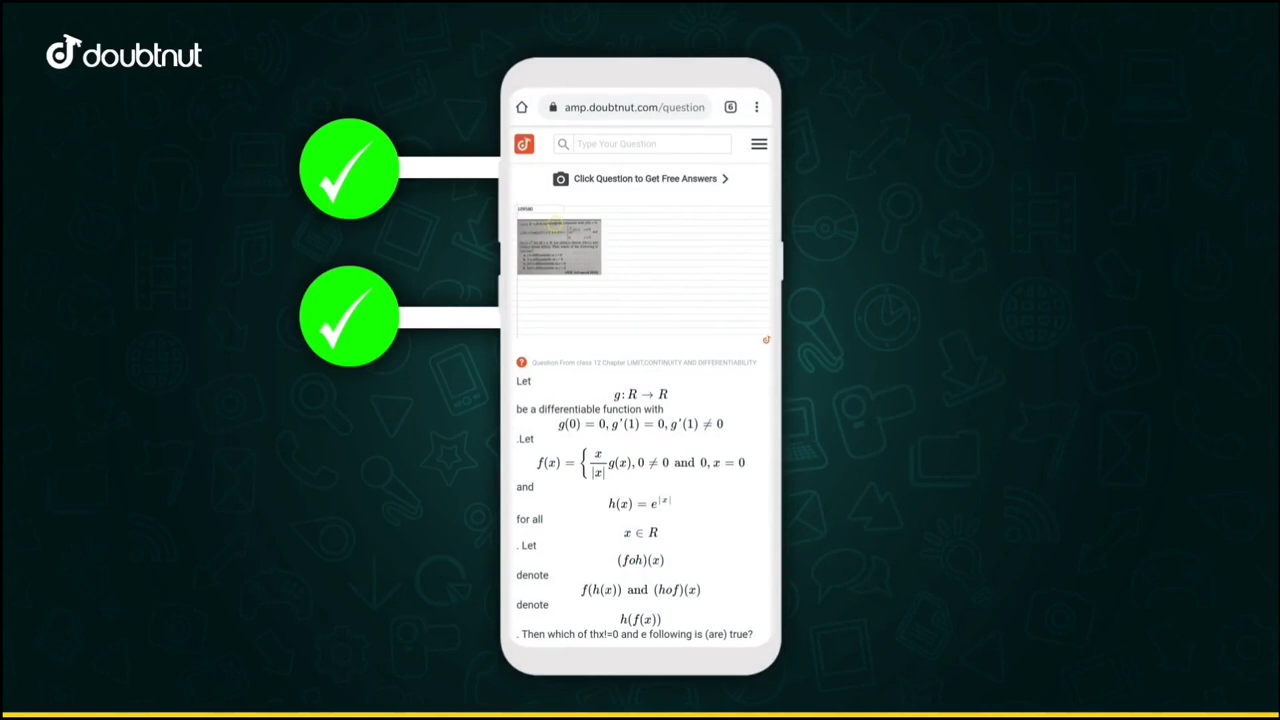 doubtnut
amp.doubtnut.com/question
6
Type Your Question
Click Question to Get Free Answers
Question From class 12 Chapter LIMIT,CONTINUITY AND DIFFERENTIABILITY
Let
g: R → R
be a differentiable function with
g(0) = 0, g'(1) = 0, g'(1) ≠ 0
.Let
f(x) = { x/|x| g(x), 0 ≠ 0 and 0, x = 0
and
h(x) = e^|x|
for all
x ∈ R
. Let
(foh)(x)
denote
f(h(x)) and (hof)(x)
denote
h(f(x))
. Then which of thx!=0 and e following is (are) true?